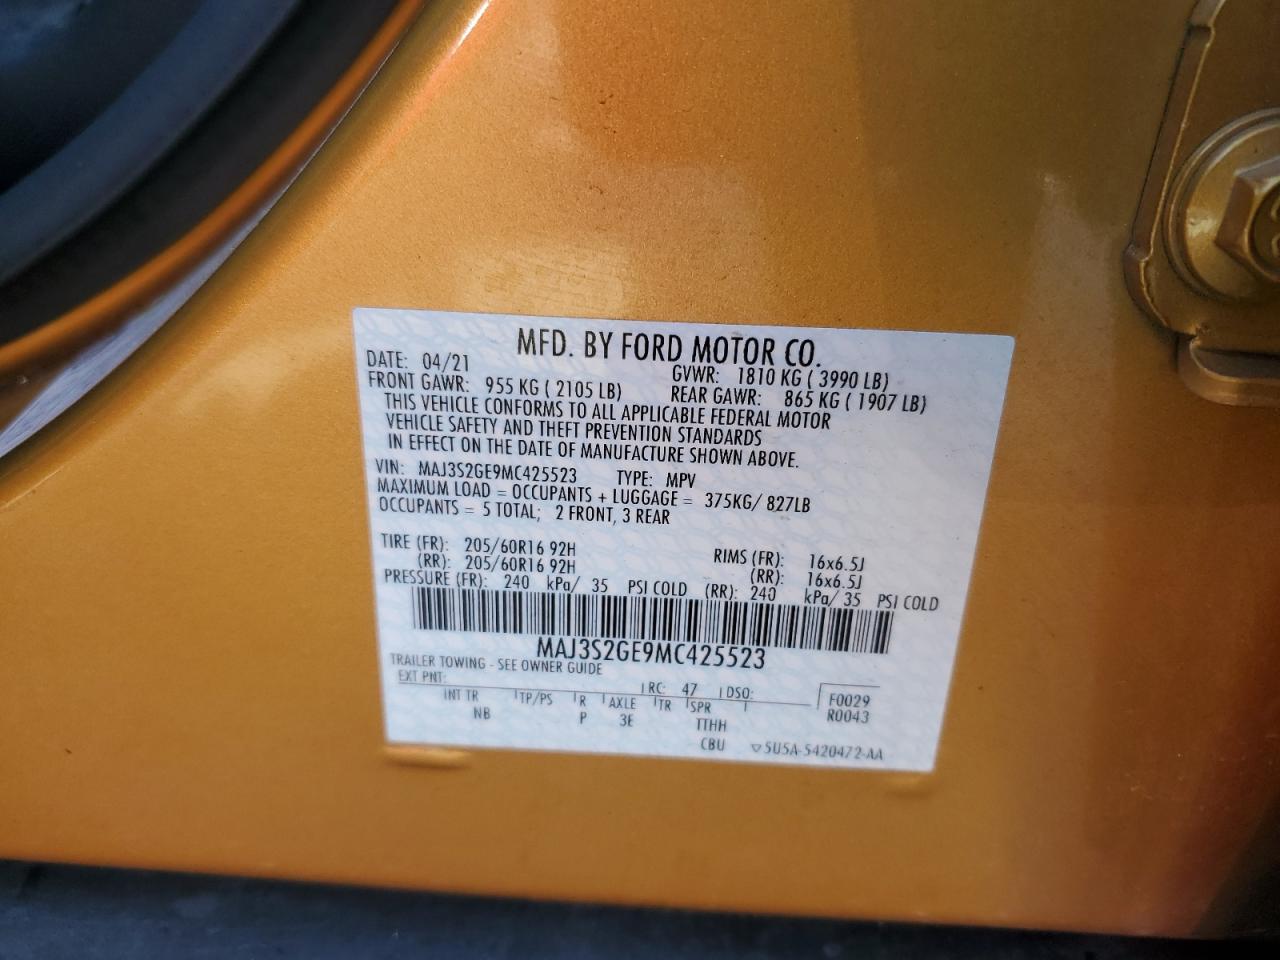 MFD. BY FORD MOTOR CO.
DATE: 04/21 GVWR: 1810 KG ( 3990 LB)
FRONT GAWR: 955 KG ( 2105 LB) REAR GAWR: 865 KG ( 1907 LB)
THIS VEHICLE CONFORMS TO ALL APPLICABLE FEDERAL MOTOR
VEHICLE SAFETY AND THEFT PREVENTION STANDARDS
IN EFFECT ON THE DATE OF MANUFACTURE SHOWN ABOVE.
VIN: MAJ3S2GE9MC425523 TYPE: MPV
MAXIMUM LOAD = OCCUPANTS + LUGGAGE = 375KG/ 827LB
OCCUPANTS = 5 TOTAL; 2 FRONT, 3 REAR
TIRE (FR): 205/60R16 92H RIMS (FR): 16x6.5J
(RR): 205/60R16 92H (RR): 16x6.5J
PRESSURE (FR): 240 kPa/ 35 PSI COLD (RR): 240 kPa/ 35 PSI COLD
MAJ3S2GE9MC425523
TRAILER TOWING - SEE OWNER GUIDE
EXT PNT: RC: 47 DSO: F0029
INT TR TP/PS R AXLE TR SPR R0043
NB P 3E TTHH
CBU ▽ 5U5A-5420472-AA